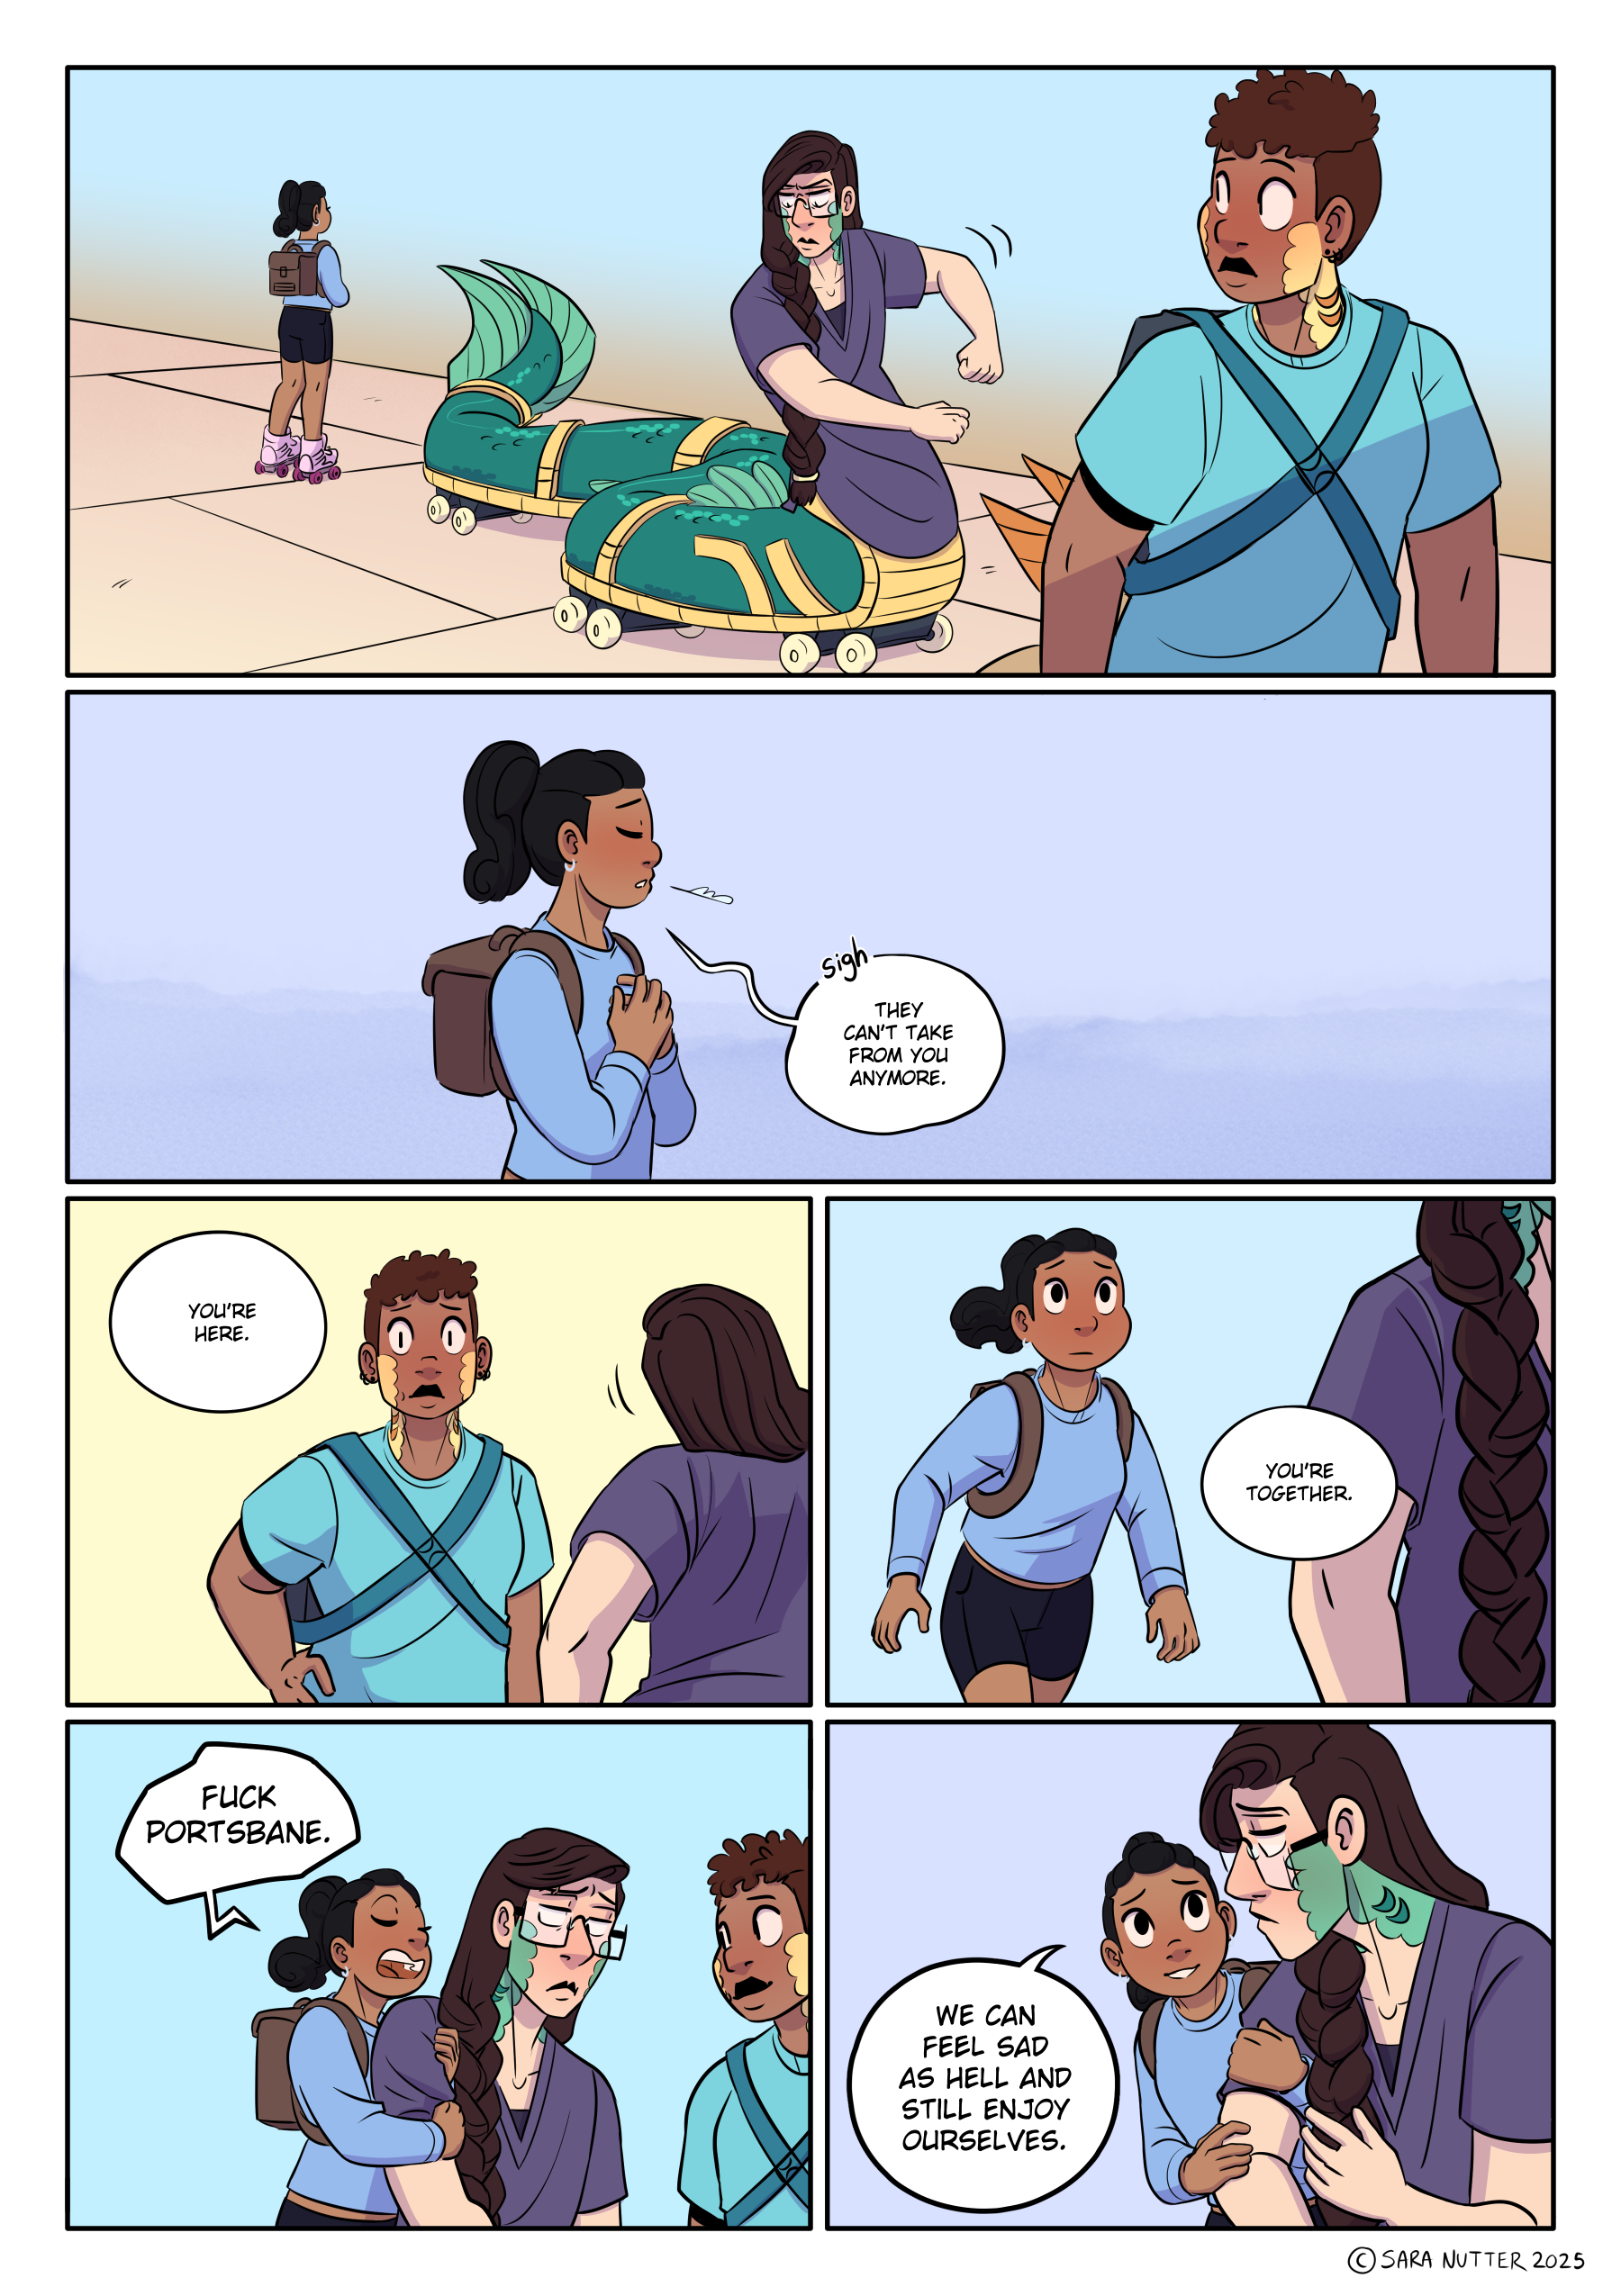 sigh
THEY
CAN'T TAKE
FROM YOU
ANYMORE.
YOU'RE
HERE.
YOU'RE
TOGETHER.
FUCK
PORTSBANE.
WE CAN
FEEL SAD
AS HELL AND
STILL ENJOY
OURSELVES.
© SARA NUTTER 2025